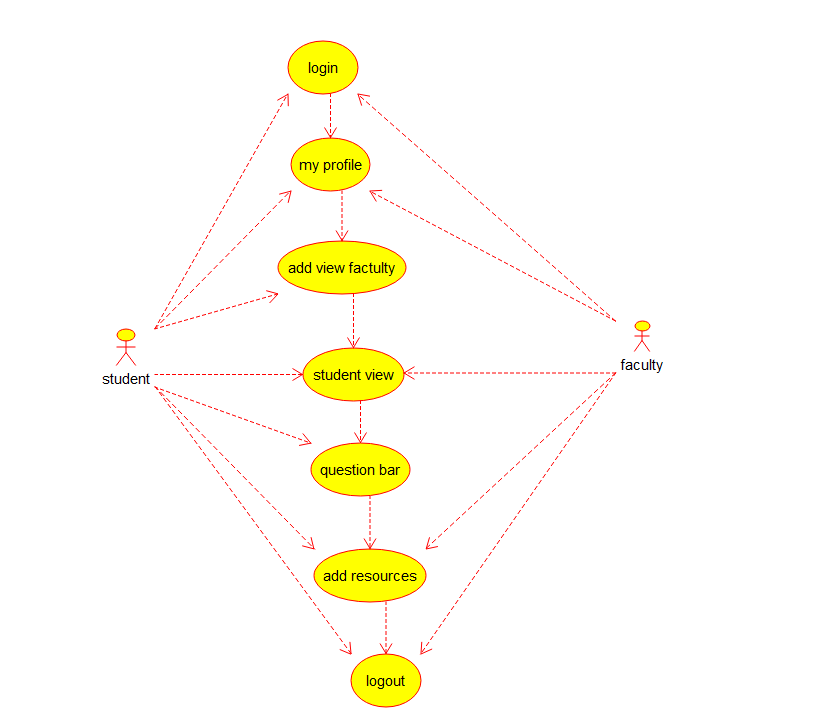 login
my profile
add view factulty
student view
question bar
add resources
logout
student
faculty